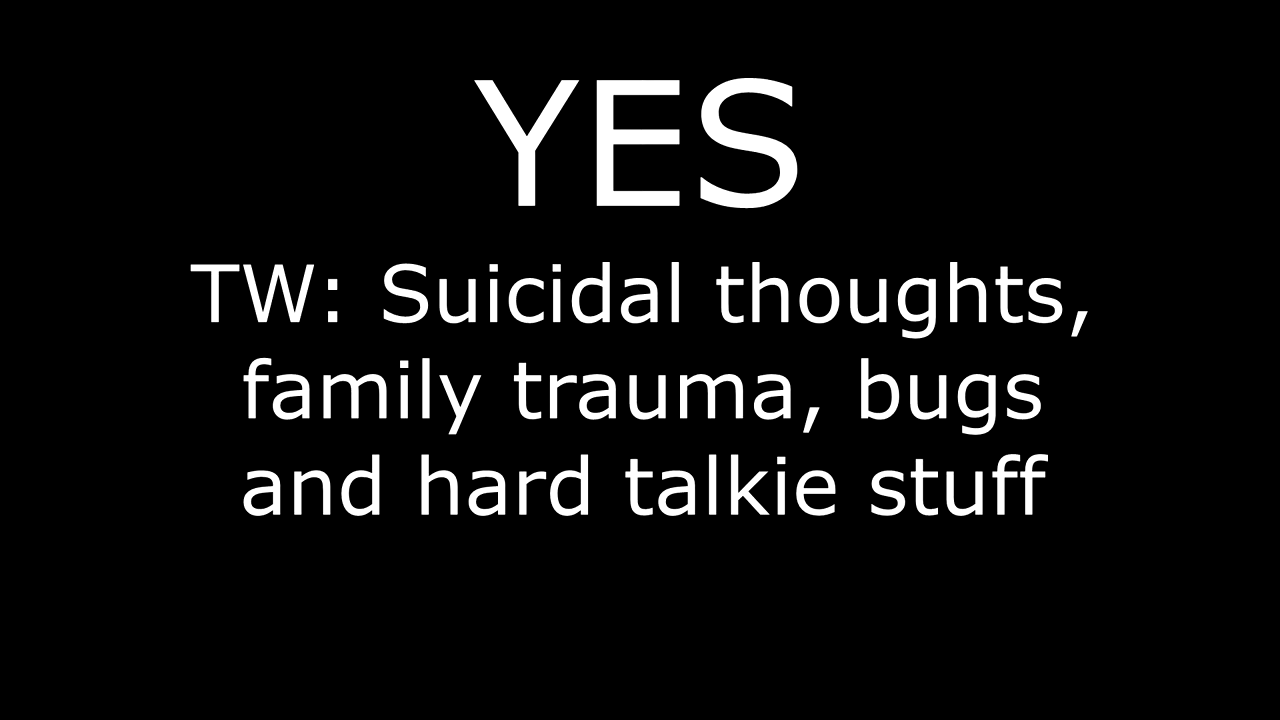 YES
TW: Suicidal thoughts,
family trauma, bugs
and hard talkie stuff